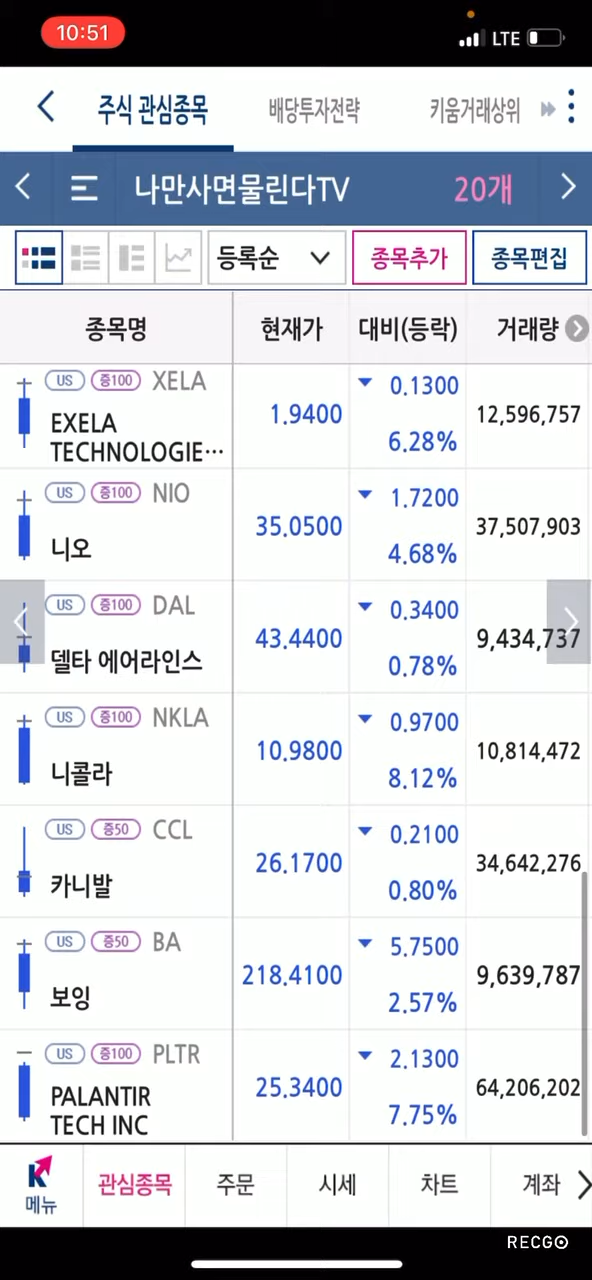 10:51
LTE
주식 관심종목 배당투자전략 키움거래상위
나만사면물린다TV 20개
등록순 종목추가 종목편집
종목명 현재가 대비(등락) 거래량
US 증100 XELA
EXELA
TECHNOLOGIE…
1.9400
0.1300
6.28%
12,596,757
US 증100 NIO
니오
35.0500
1.7200
4.68%
37,507,903
US 증100 DAL
델타 에어라인스
43.4400
0.3400
0.78%
9,434,737
US 증100 NKLA
니콜라
10.9800
0.9700
8.12%
10,814,472
US 증50 CCL
카니발
26.1700
0.2100
0.80%
34,642,276
US 증50 BA
보잉
218.4100
5.7500
2.57%
9,639,787
US 증100 PLTR
PALANTIR
TECH INC
25.3400
2.1300
7.75%
64,206,202
메뉴 관심종목 주문 시세 차트 계좌
RECGO